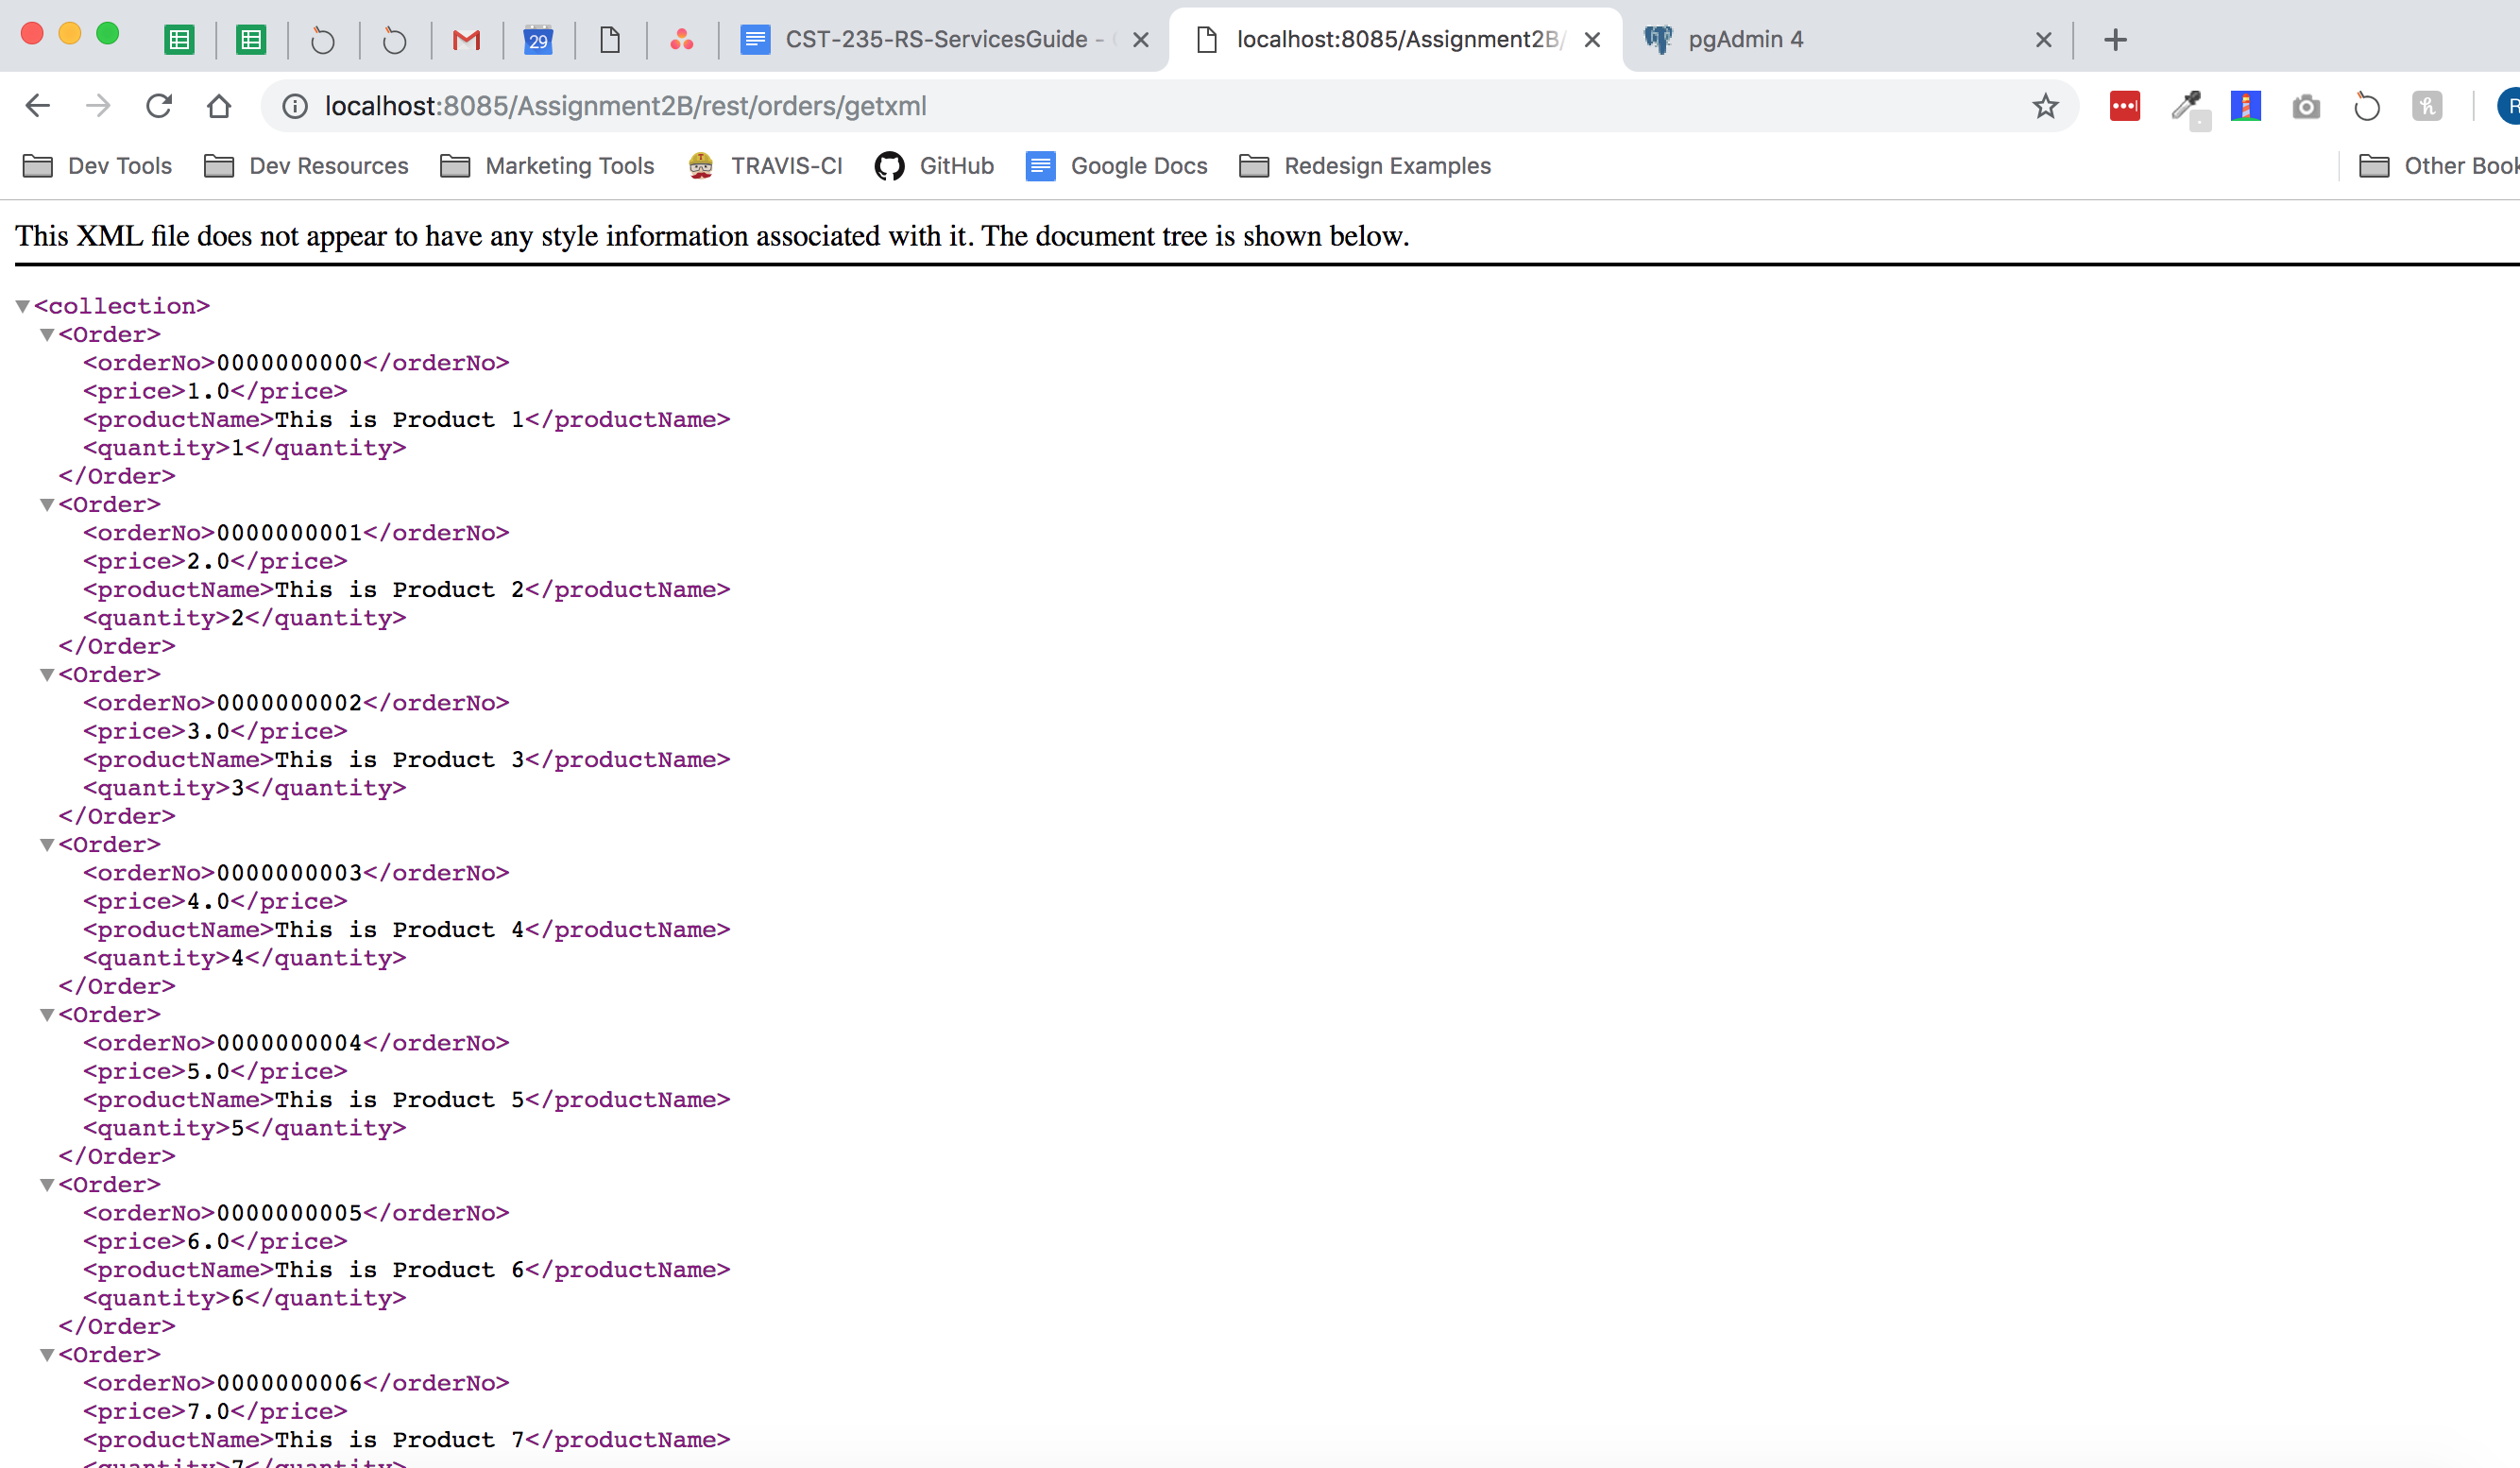 29
CST-235-RS-ServicesGuide -
localhost:8085/Assignment2B/
pgAdmin 4
localhost:8085/Assignment2B/rest/orders/getxml
Dev Tools
Dev Resources
Marketing Tools
TRAVIS-CI
GitHub
Google Docs
Redesign Examples
Other
This XML file does not appear to have any style information associated with it. The document tree is shown below.
<collection>
<Order>
<orderNo>0000000000</orderNo>
<price>1.0</price>
<productName>This is Product 1</productName>
<quantity>1</quantity>
</Order>
<Order>
<orderNo>0000000001</orderNo>
<price>2.0</price>
<productName>This is Product 2</productName>
<quantity>2</quantity>
</Order>
<Order>
<orderNo>0000000002</orderNo>
<price>3.0</price>
<productName>This is Product 3</productName>
<quantity>3</quantity>
</Order>
<Order>
<orderNo>0000000003</orderNo>
<price>4.0</price>
<productName>This is Product 4</productName>
<quantity>4</quantity>
</Order>
<Order>
<orderNo>0000000004</orderNo>
<price>5.0</price>
<productName>This is Product 5</productName>
<quantity>5</quantity>
</Order>
<Order>
<orderNo>0000000005</orderNo>
<price>6.0</price>
<productName>This is Product 6</productName>
<quantity>6</quantity>
</Order>
<Order>
<orderNo>0000000006</orderNo>
<price>7.0</price>
<productName>This is Product 7</productName>
<quantity>7</quantity>